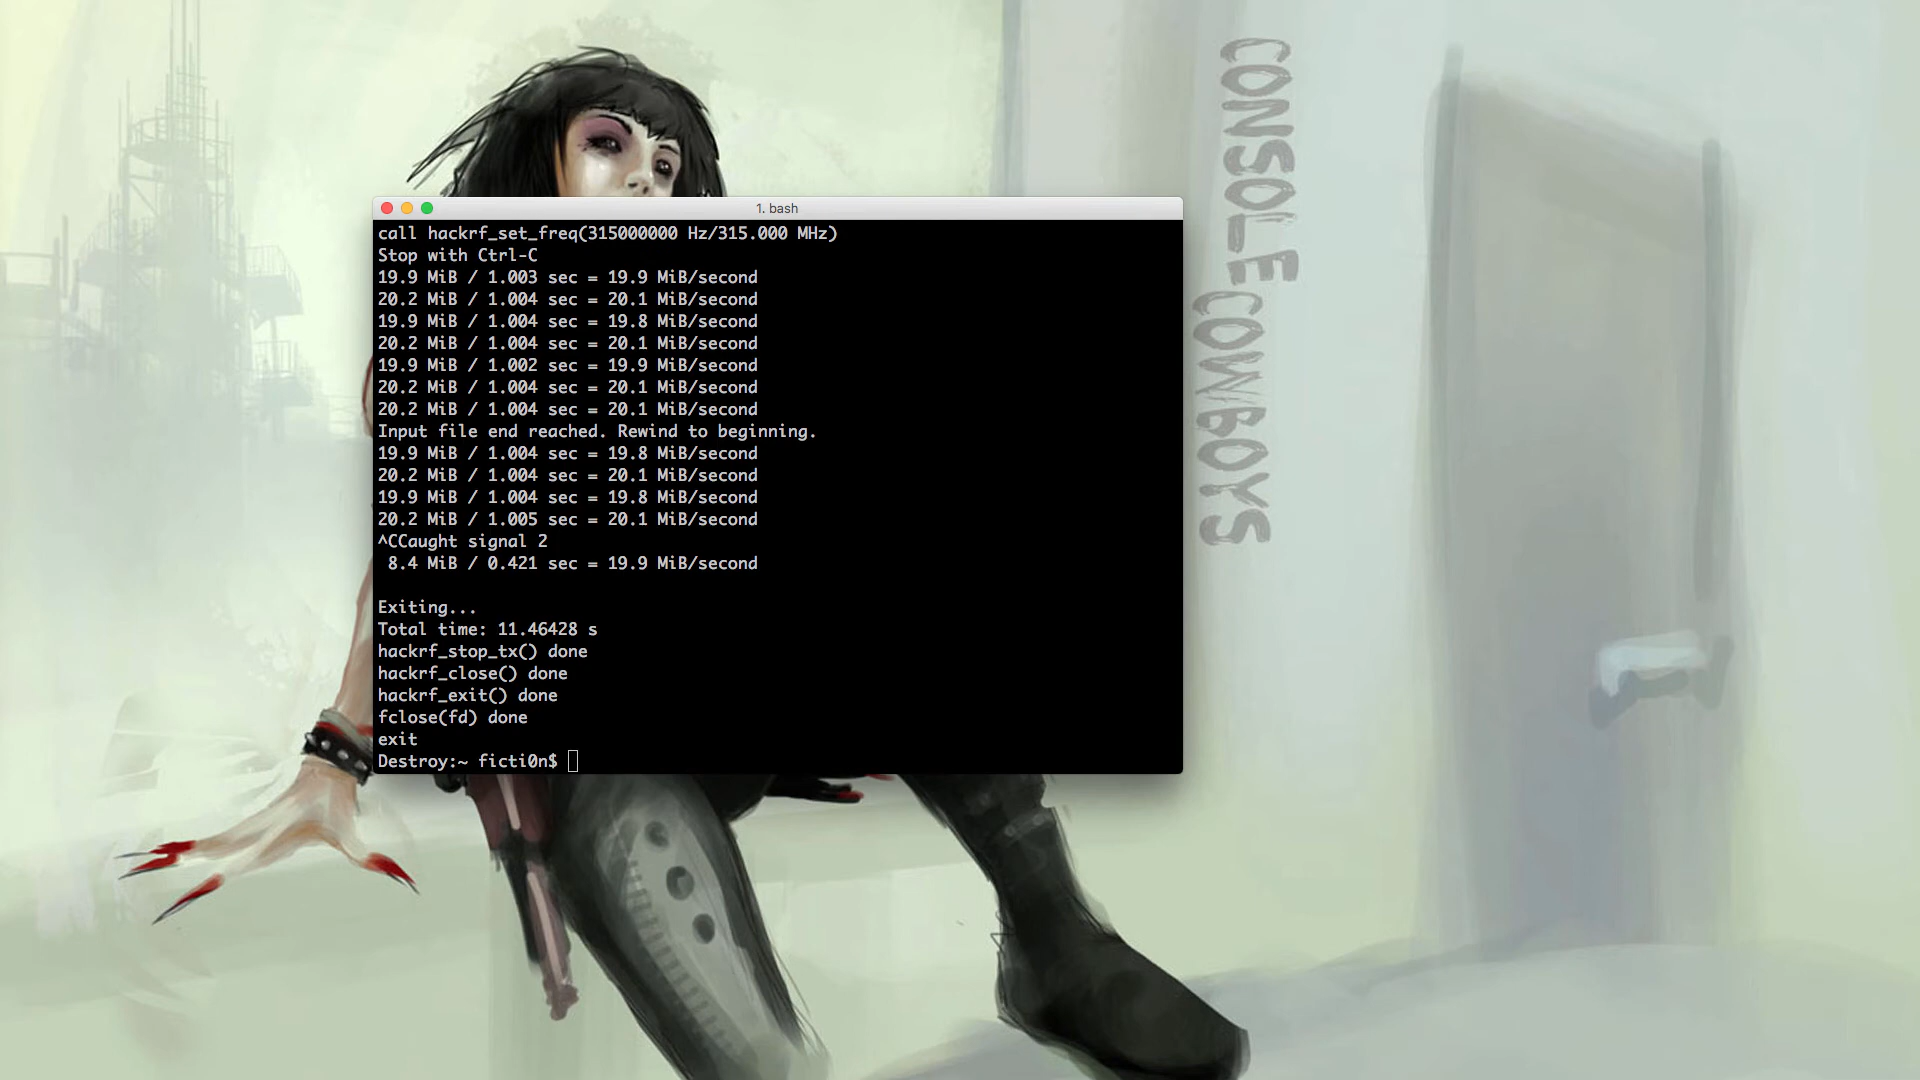 1. bash
call hackrf_set_freq(315000000 Hz/315.000 MHz)
Stop with Ctrl-C
19.9 MiB / 1.003 sec = 19.9 MiB/second
20.2 MiB / 1.004 sec = 20.1 MiB/second
19.9 MiB / 1.004 sec = 19.8 MiB/second
20.2 MiB / 1.004 sec = 20.1 MiB/second
19.9 MiB / 1.002 sec = 19.9 MiB/second
20.2 MiB / 1.004 sec = 20.1 MiB/second
20.2 MiB / 1.004 sec = 20.1 MiB/second
Input file end reached. Rewind to beginning.
19.9 MiB / 1.004 sec = 19.8 MiB/second
20.2 MiB / 1.004 sec = 20.1 MiB/second
19.9 MiB / 1.004 sec = 19.8 MiB/second
20.2 MiB / 1.005 sec = 20.1 MiB/second
^CCaught signal 2
8.4 MiB / 0.421 sec = 19.9 MiB/second
Exiting...
Total time: 11.46428 s
hackrf_stop_tx() done
hackrf_close() done
hackrf_exit() done
fclose(fd) done
exit
Destroy:~ ficti0n$
CONSOLE COWBOYS